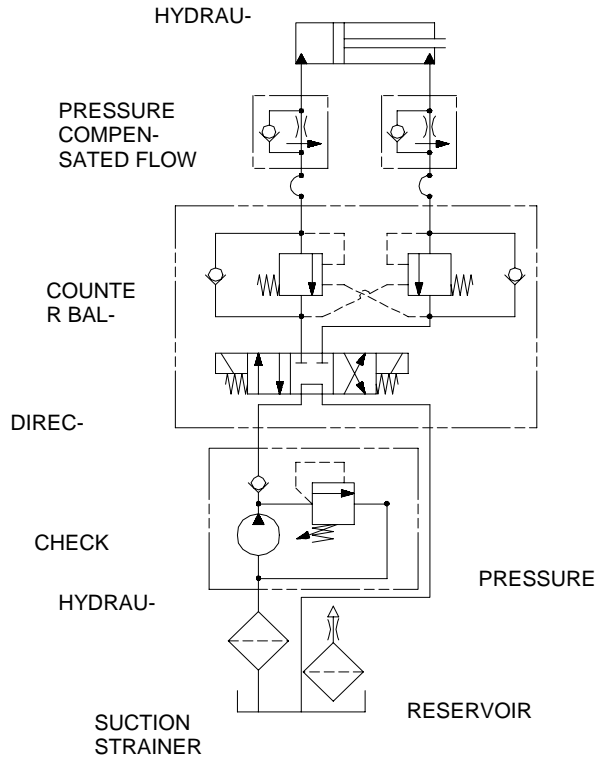 HYDRAU-
PRESSURE
COMPEN-
SATED FLOW
COUNTE
R BAL-
DIREC-
CHECK
PRESSURE
HYDRAU-
RESERVOIR
SUCTION
STRAINER